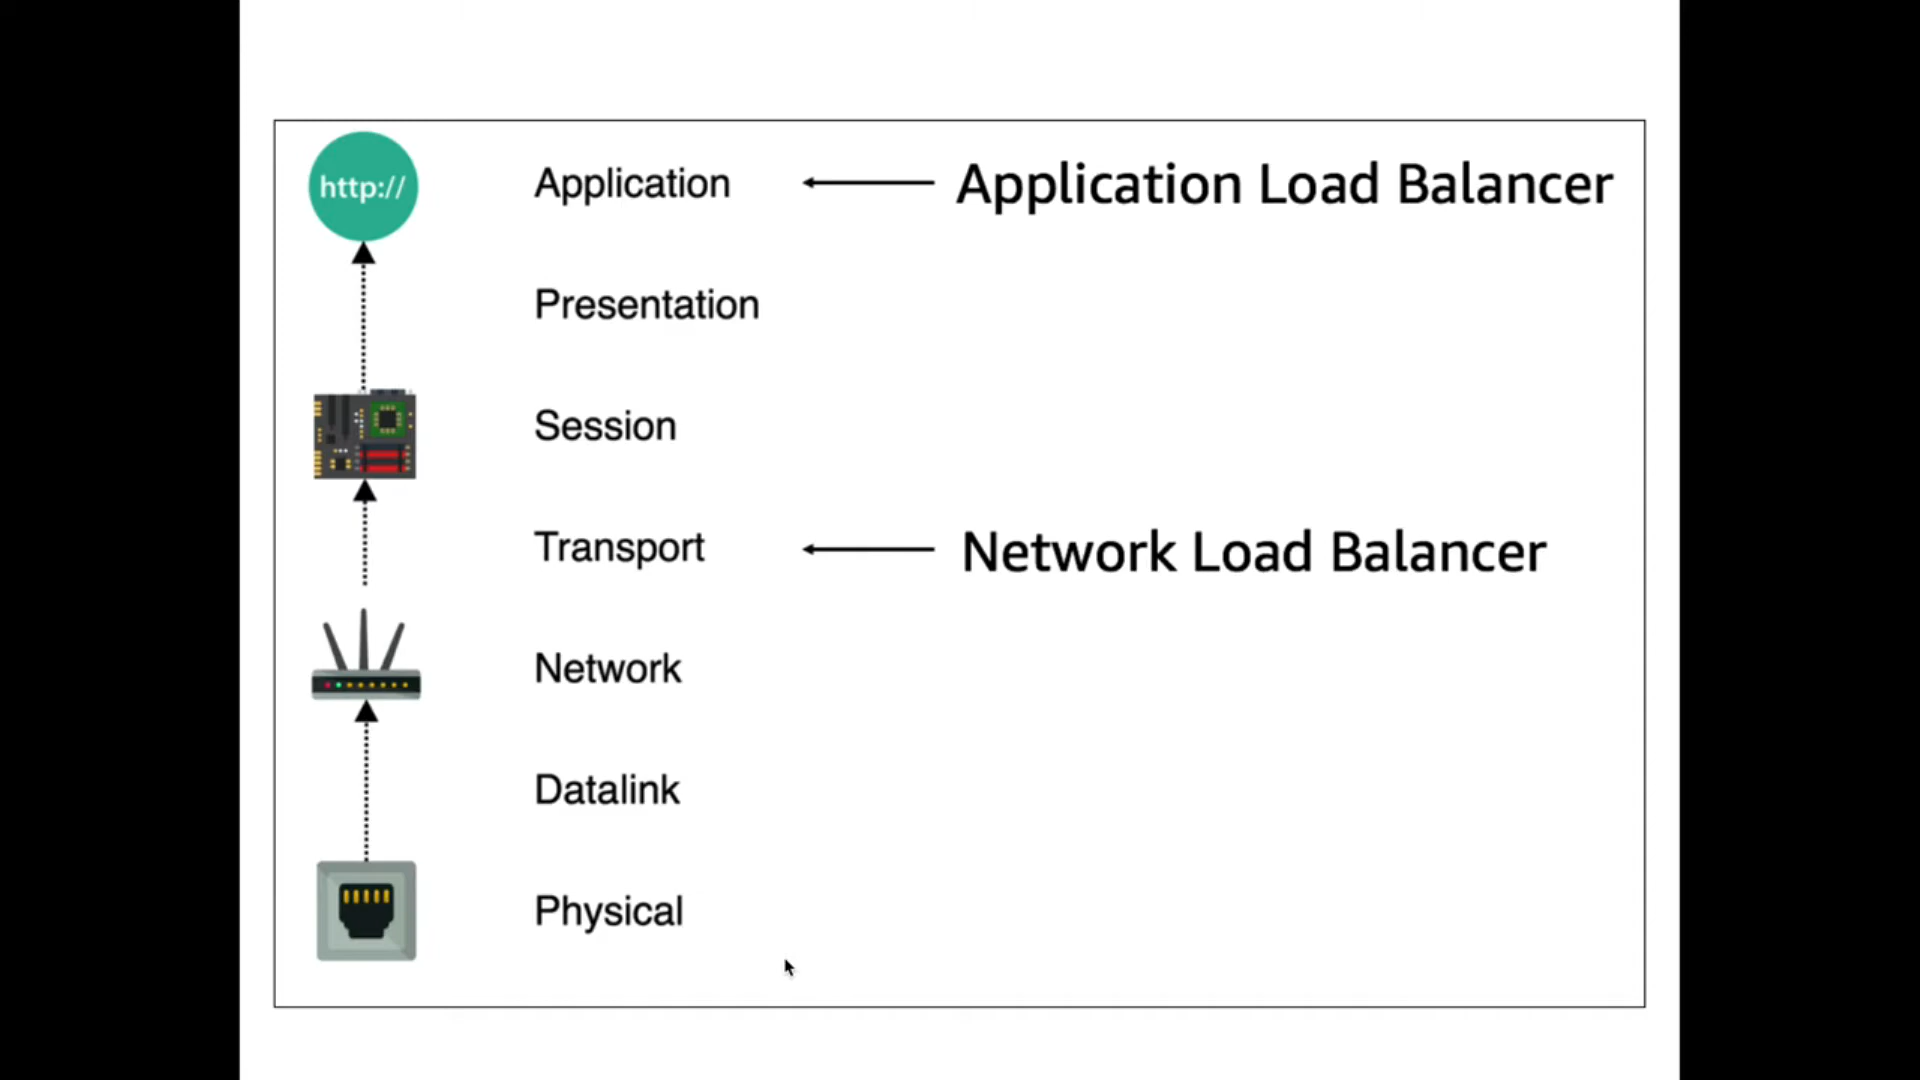 http://
Application
Application Load Balancer
Presentation
Session
Transport
Network Load Balancer
Network
Datalink
Physical